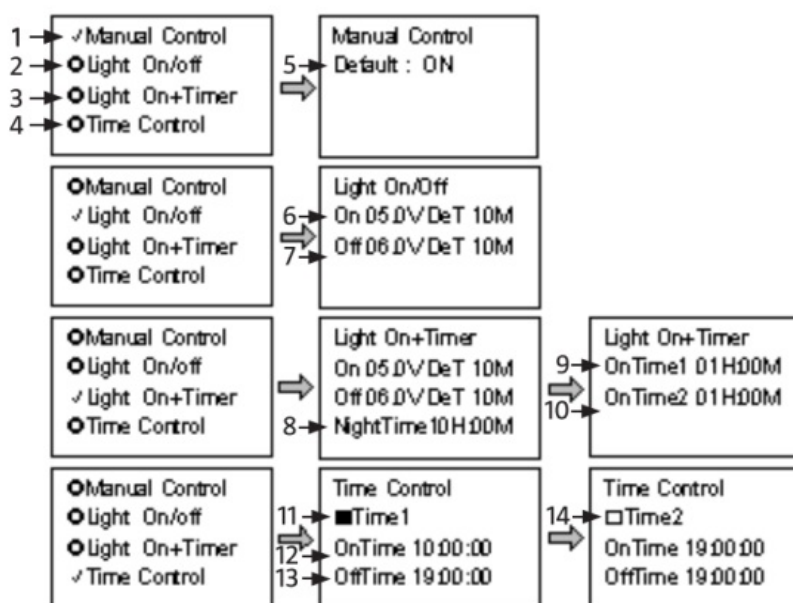 1 ✓Manual Control
2 Light On/off
3 Light On+Timer
4 Time Control
Manual Control
5 Default : ON
Manual Control
✓Light On/off
Light On+Timer
Time Control
Light On/Off
6 On 05.0V DeT 10M
7 Off 06.0V DeT 10M
Manual Control
Light On/off
✓Light On+Timer
Time Control
Light On+Timer
On 05.0V DeT 10M
Off 06.0V DeT 10M
8 NightTime10H:00M
Light On+Timer
9 OnTime1 01H:00M
10 OnTime2 01H:00M
Manual Control
Light On/off
Light On+Timer
✓Time Control
Time Control
11 ■Time1
12 OnTime 10:00:00
13 OffTime 19:00:00
Time Control
14 □Time2
OnTime 19:00:00
OffTime 19:00:00